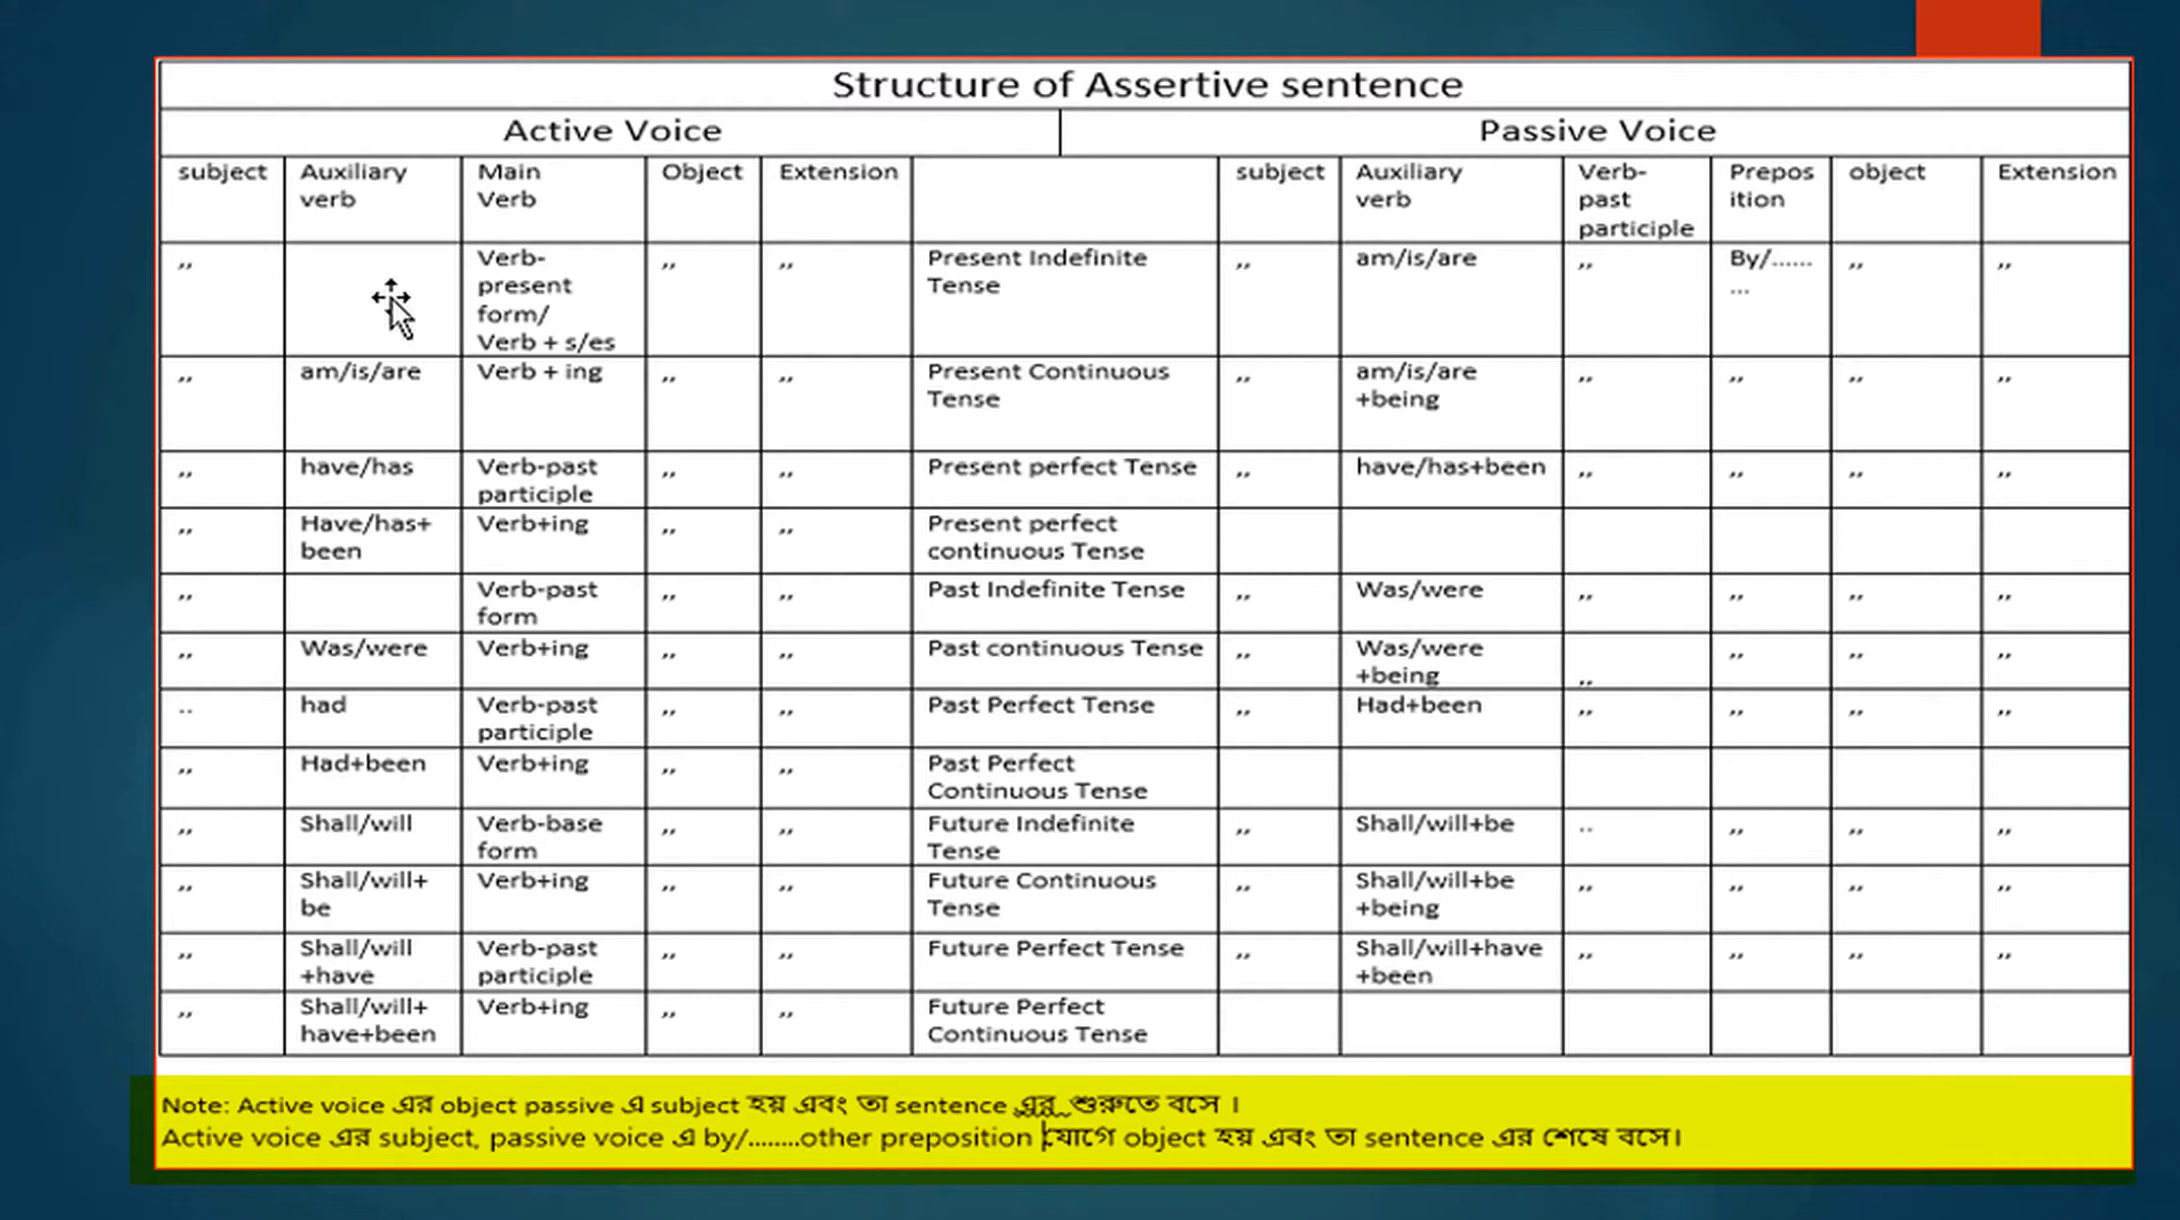 Structure of Assertive sentence
Active Voice Passive Voice
subject Auxiliary verb Main Verb Object Extension subject Auxiliary verb Verb-past participle Prepos ition object Extension
,, Verb-present form/ Verb + s/es ,, ,, Present Indefinite Tense ,, am/is/are ,, By/...... ... ,, ,,
,, am/is/are Verb + ing ,, ,, Present Continuous Tense ,, am/is/are +being ,, ,, ,, ,,
,, have/has Verb-past participle ,, ,, Present perfect Tense ,, have/has+been ,, ,, ,, ,,
,, Have/has+ been Verb+ing ,, ,, Present perfect continuous Tense
,, Verb-past form ,, ,, Past Indefinite Tense ,, Was/were ,, ,, ,, ,,
,, Was/were Verb+ing ,, ,, Past continuous Tense ,, Was/were +being ,, ,, ,, ,,
.. had Verb-past participle ,, ,, Past Perfect Tense ,, Had+been ,, ,, ,, ,,
,, Had+been Verb+ing ,, ,, Past Perfect Continuous Tense
,, Shall/will Verb-base form ,, ,, Future Indefinite Tense ,, Shall/will+be .. ,, ,, ,,
,, Shall/will+ be Verb+ing ,, ,, Future Continuous Tense ,, Shall/will+be +being ,, ,, ,, ,,
,, Shall/will +have Verb-past participle ,, ,, Future Perfect Tense ,, Shall/will+have +been ,, ,, ,, ,,
,, Shall/will+ have+been Verb+ing ,, ,, Future Perfect Continuous Tense
Note: Active voice এর object passive এ subject হয় এবং তা sentence এর শুরুতে বসে ।
Active voice এর subject, passive voice এ by/........other preposition যোগে object হয় এবং তা sentence এর শেষে বসে।